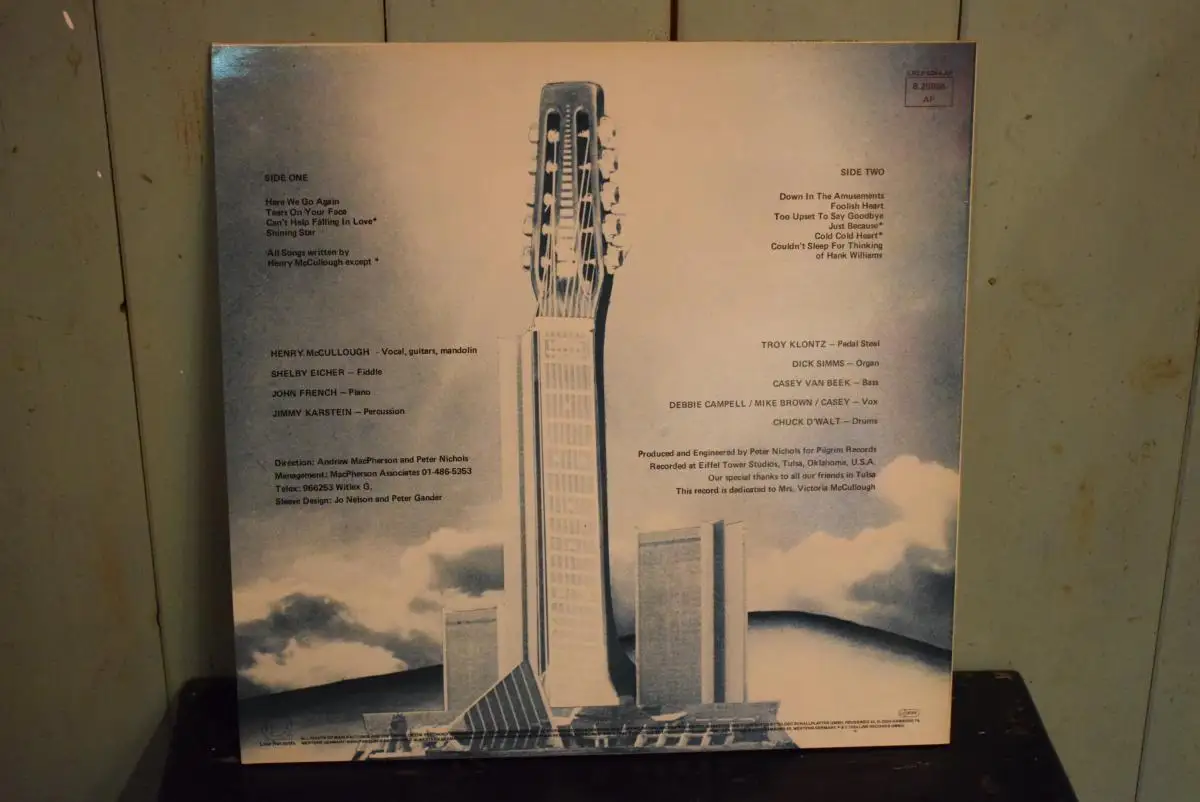 8.26006
AF
SIDE ONE
Here We Go Again
Tears On Your Face
Can't Help Falling In Love*
Shining Star
All Songs written by
Henry McCullough except *
SIDE TWO
Down In The Amusements
Foolish Heart
Too Upset To Say Goodbye
Just Because*
Cold Cold Heart*
Couldn't Sleep For Thinking
of Hank Williams
HENRY McCULLOUGH – Vocal, guitars, mandolin
SHELBY EICHER – Fiddle
JOHN FRENCH – Piano
JIMMY KARSTEIN – Percussion
TROY KLONTZ – Pedal Steel
DICK SIMMS – Organ
CASEY VAN BEEK – Bass
DEBBIE CAMPELL / MIKE BROWN / CASEY – Vox
CHUCK D'WALT – Drums
Direction: Andrew MacPherson and Peter Nichols
Management: MacPherson Associates 01-486-5353
Telex: 966253 Witlex G.
Sleeve Design: Jo Nelson and Peter Gander
Produced and Engineered by Peter Nichols for Pilgrim Records
Recorded at Eiffel Tower Studios, Tulsa, Oklahoma, U.S.A.
Our special thanks to all our friends in Tulsa
This record is dedicated to Mrs. Victoria McCullough
Line Records